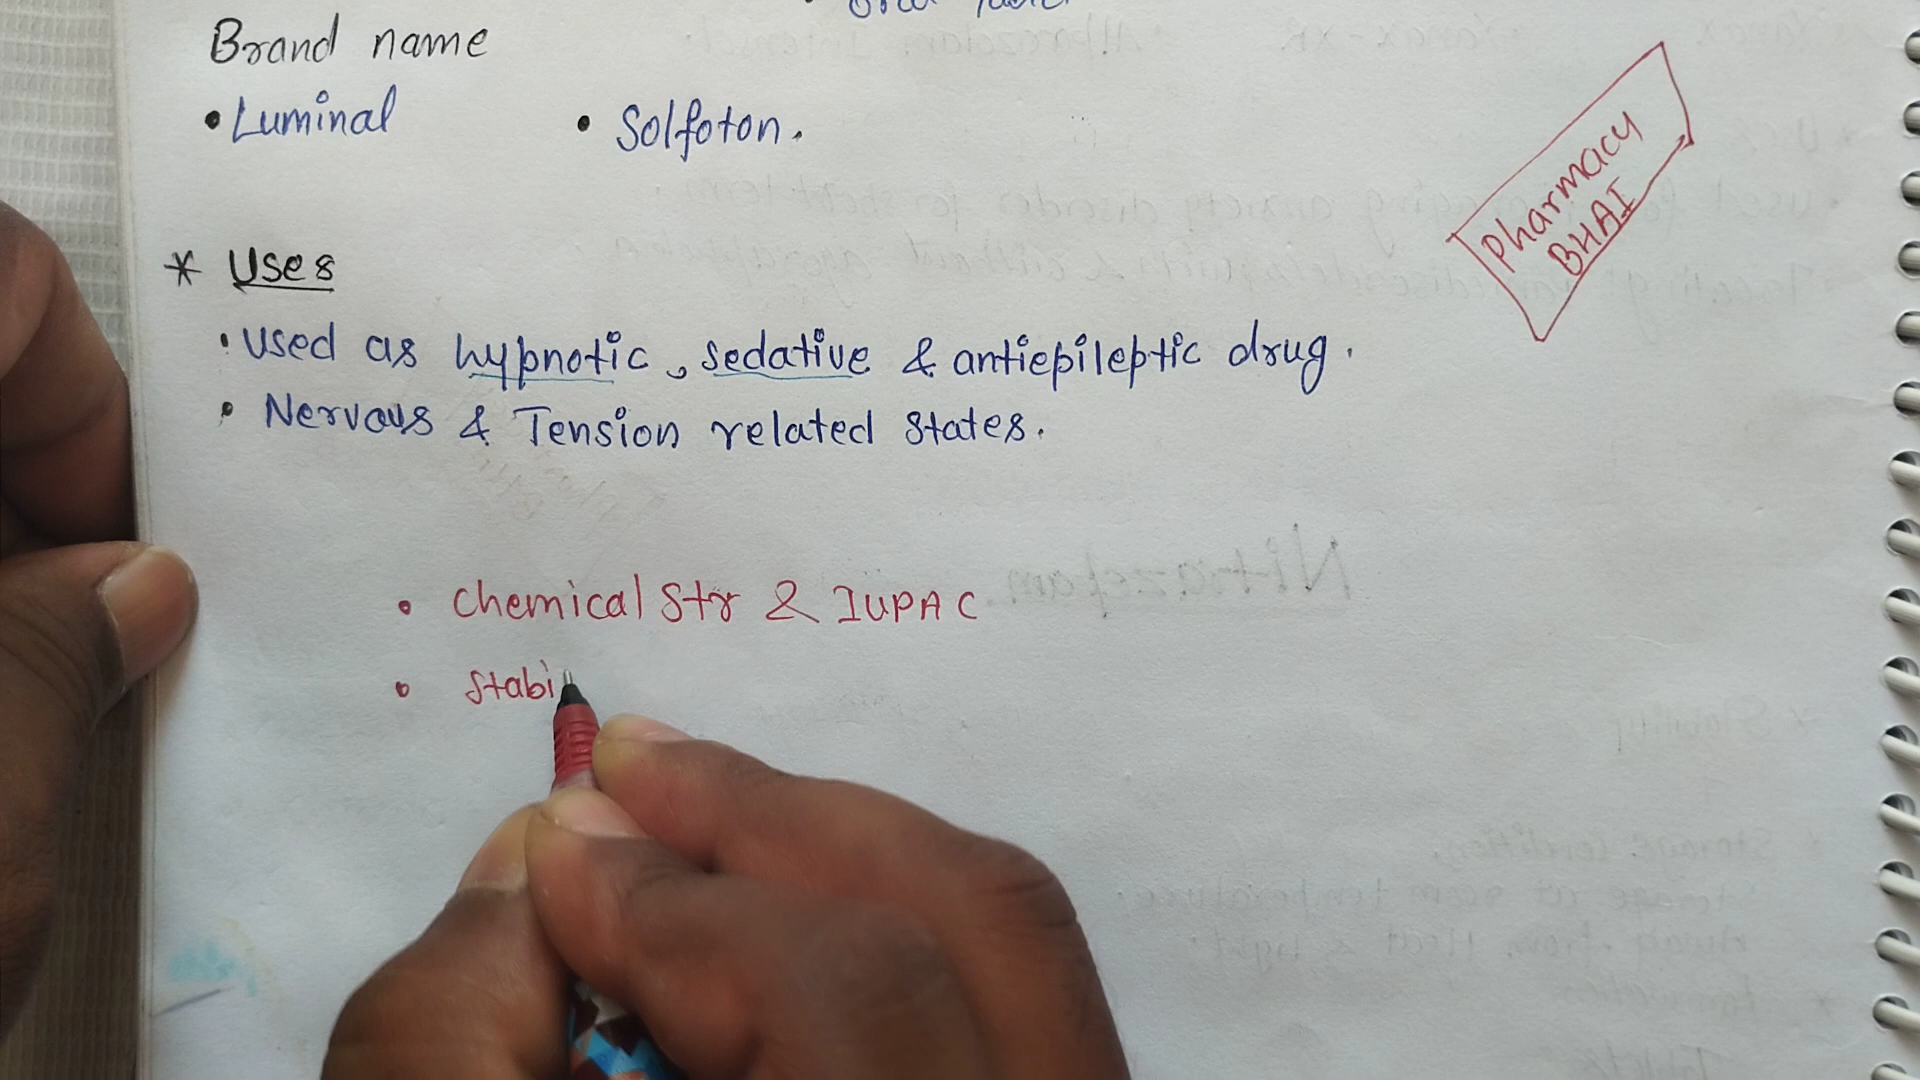 Brand name
• Luminal • Solfoton.
Pharmacy
BHAI
* Uses
• Used as hypnotic, sedative & antiepileptic drug.
• Nervous & Tension related states.
• Chemical Str & IUPAC
• Stabi